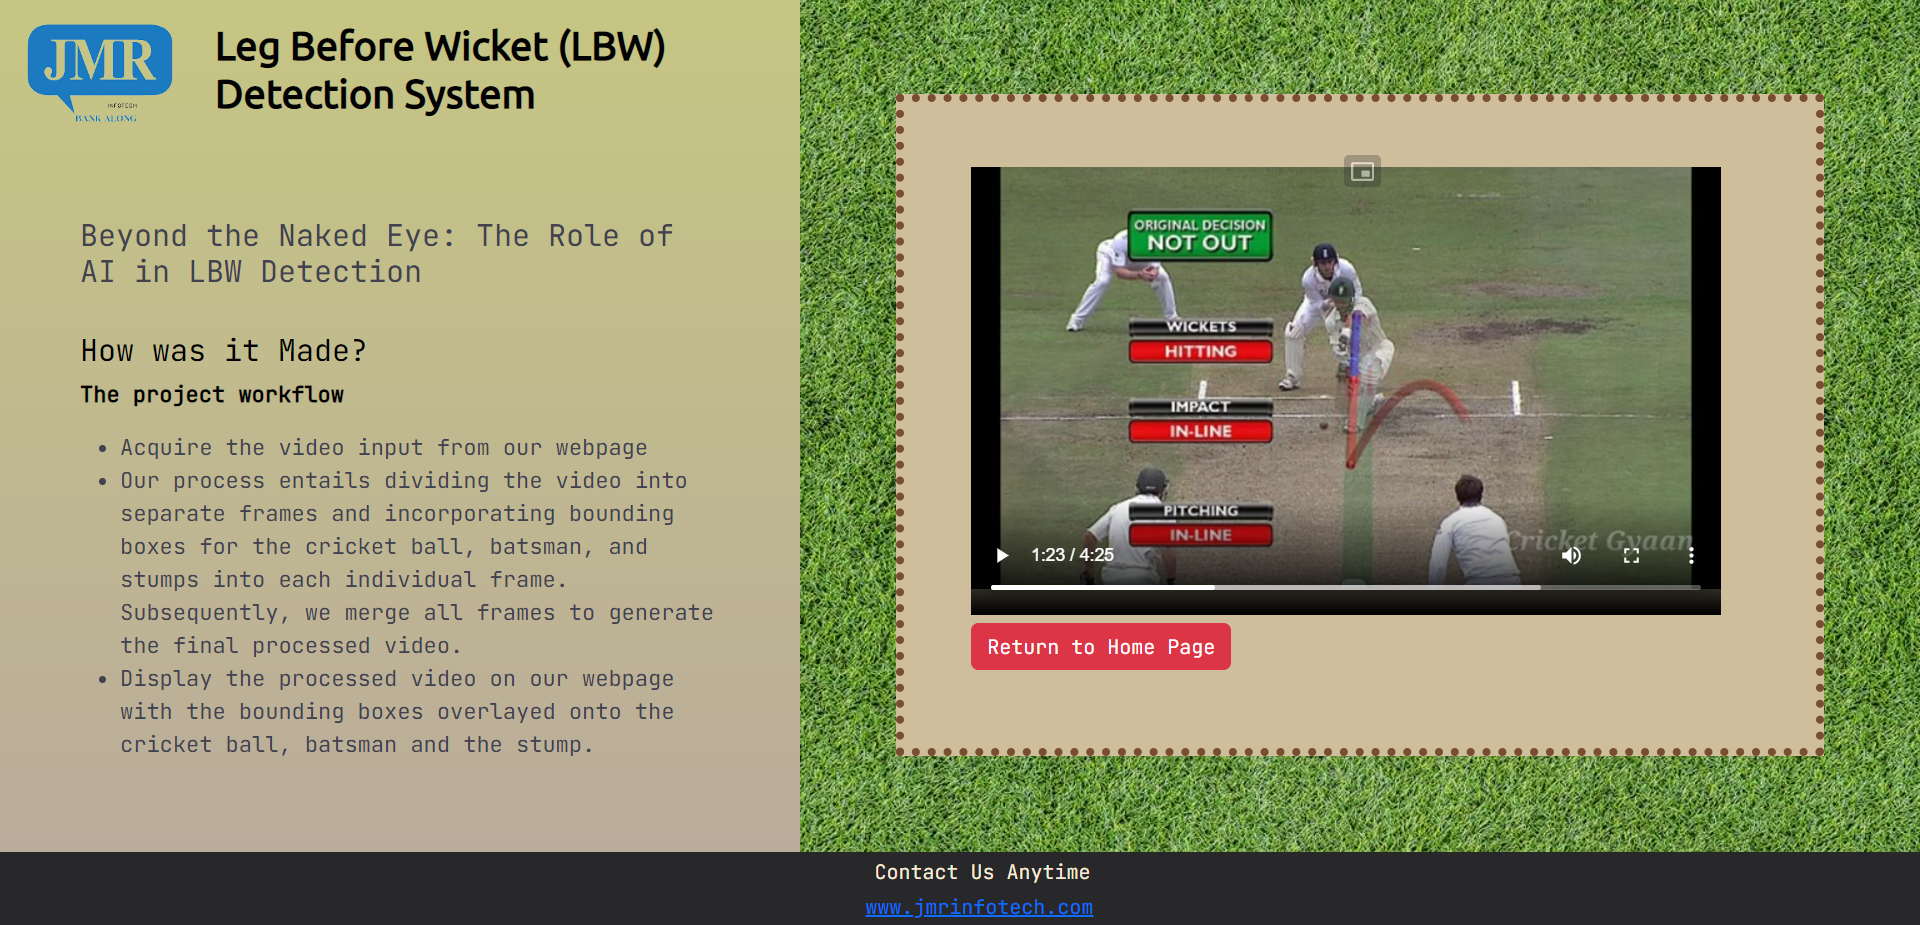 JMR
INFOTECH
BANK ALONG
Leg Before Wicket (LBW)
Detection System
Beyond the Naked Eye: The Role of
AI in LBW Detection
How was it Made?
The project workflow
• Acquire the video input from our webpage
• Our process entails dividing the video into
separate frames and incorporating bounding
boxes for the cricket ball, batsman, and
stumps into each individual frame.
Subsequently, we merge all frames to generate
the final processed video.
• Display the processed video on our webpage
with the bounding boxes overlayed onto the
cricket ball, batsman and the stump.
ORIGINAL DECISION
NOT OUT
WICKETS
HITTING
IMPACT
IN-LINE
PITCHING
IN-LINE
Cricket Gyaan
1:23 / 4:25
Return to Home Page
Contact Us Anytime
www.jmrinfotech.com